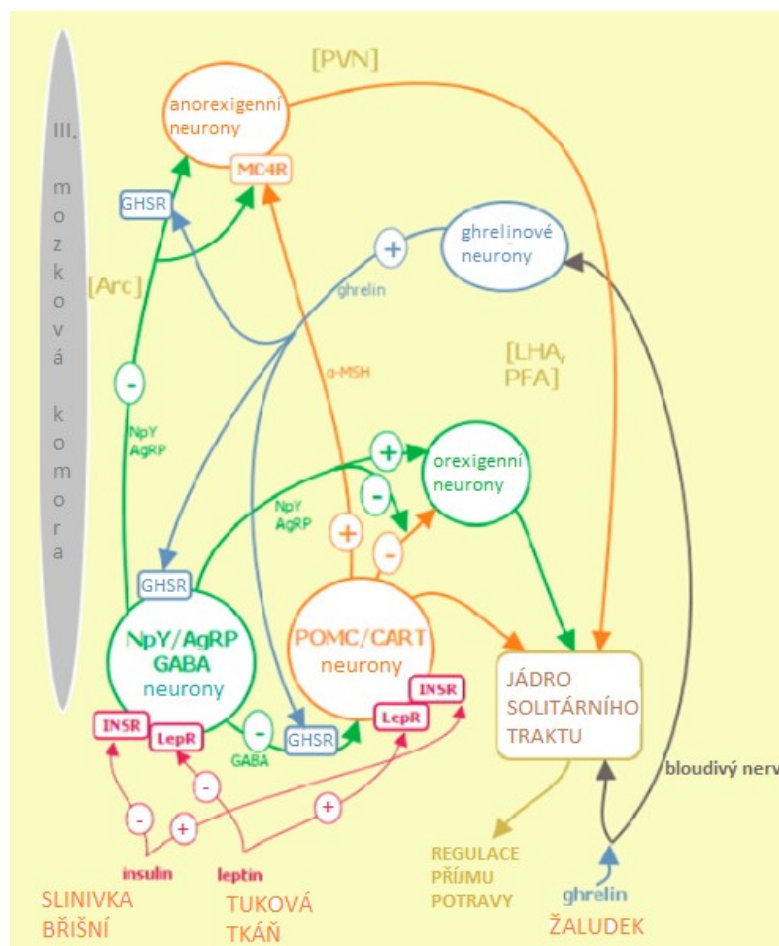 [PVN]
III.
mozková
komora
anorexigenní
neurony
MC4R
GHSR
ghrelinové
neurony
+
ghrelin
[Arc]
[LHA,
PFA]
α-MSH
-
NpY
AgRP
+
orexigenní
neurony
-
NpY
AgRP
+
-
GHSR
NpY/AgRP
GABA
neurony
POMC/CART
neurony
INSR
LepR
INSR
LepR
-
GABA
GHSR
JÁDRO
SOLITÁRNÍHO
TRAKTU
bloudivý nerv
-
+
-
+
insulin
leptin
REGULACE
PŘÍJMU
POTRAVY
ghrelin
SLINIVKA
BŘIŠNÍ
TUKOVÁ
TKÁŇ
ŽALUDEK